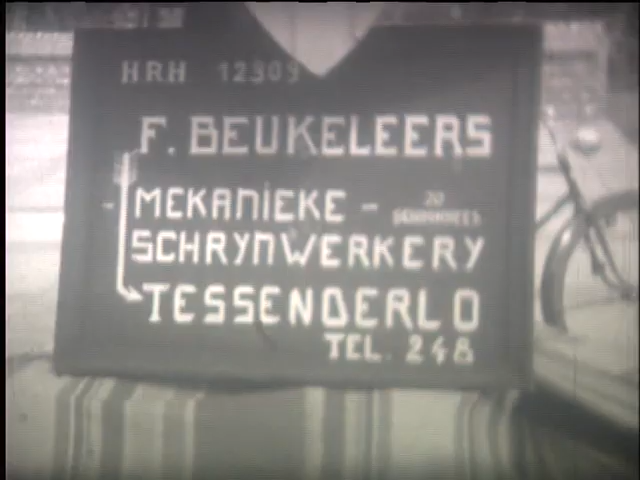 HRH 12309
F. BEUKELEERS
MEKANIEKE -
SCHRYNWERKERY
TESSENDERLO
TEL. 248